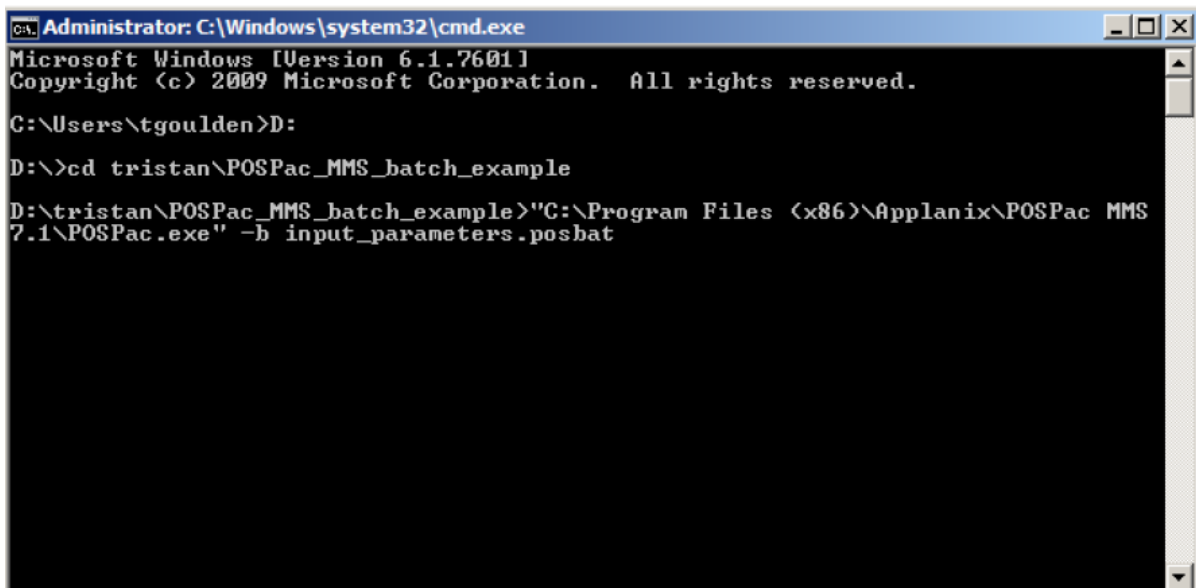 Administrator: C:\Windows\system32\cmd.exe
Microsoft Windows [Version 6.1.7601]
Copyright (c) 2009 Microsoft Corporation.  All rights reserved.
C:\Users\tgoulden>D:
D:\>cd tristan\POSPac_MMS_batch_example
D:\tristan\POSPac_MMS_batch_example>"C:\Program Files (x86)\Applanix\POSPac MMS
7.1\POSPac.exe" -b input_parameters.posbat